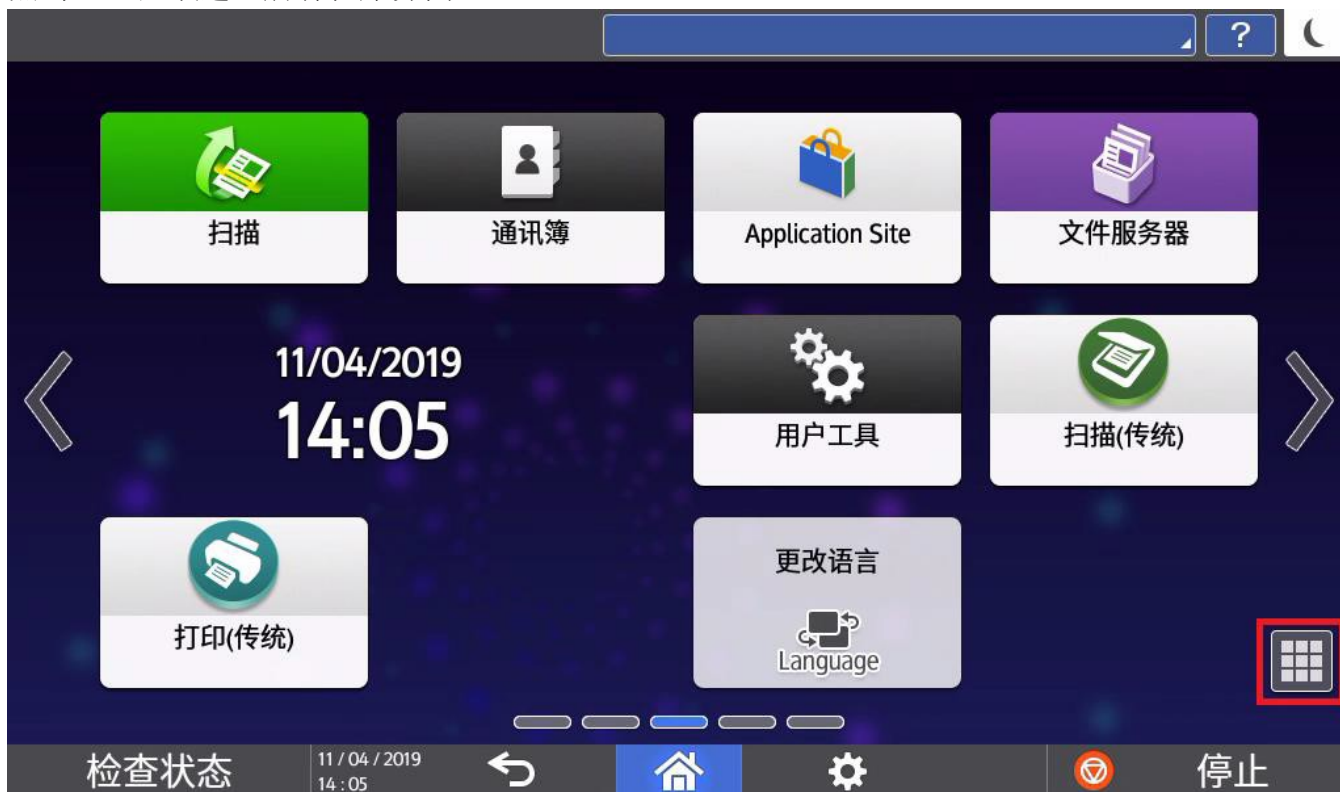 ?
扫描
通讯簿
Application Site
文件服务器
11/04/2019
14:05
用户工具
扫描(传统)
打印(传统)
更改语言
Language
检查状态
11 / 04 / 2019
14 : 05
停止